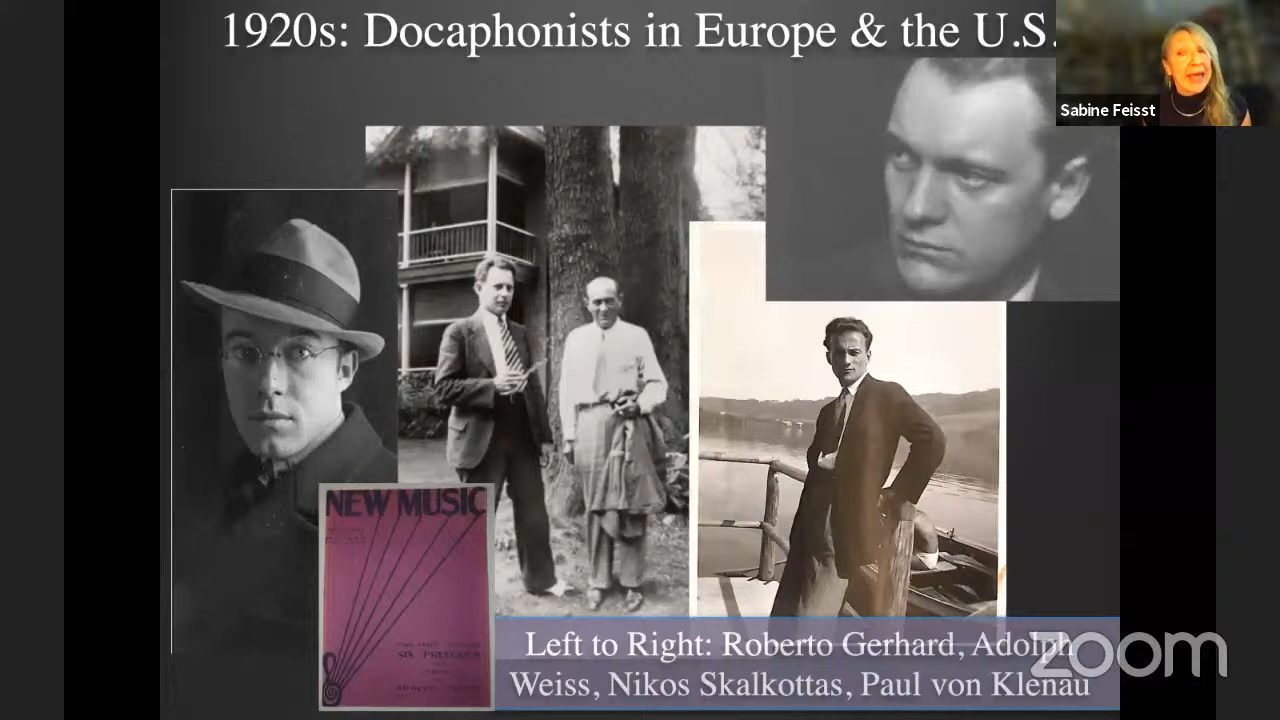 1920s: Docaphonists in Europe & the U.S.
Sabine Feisst
NEW MUSIC
SIX PRELUDES
Left to Right: Roberto Gerhard, Adolph
Weiss, Nikos Skalkottas, Paul von Klenau
zoom